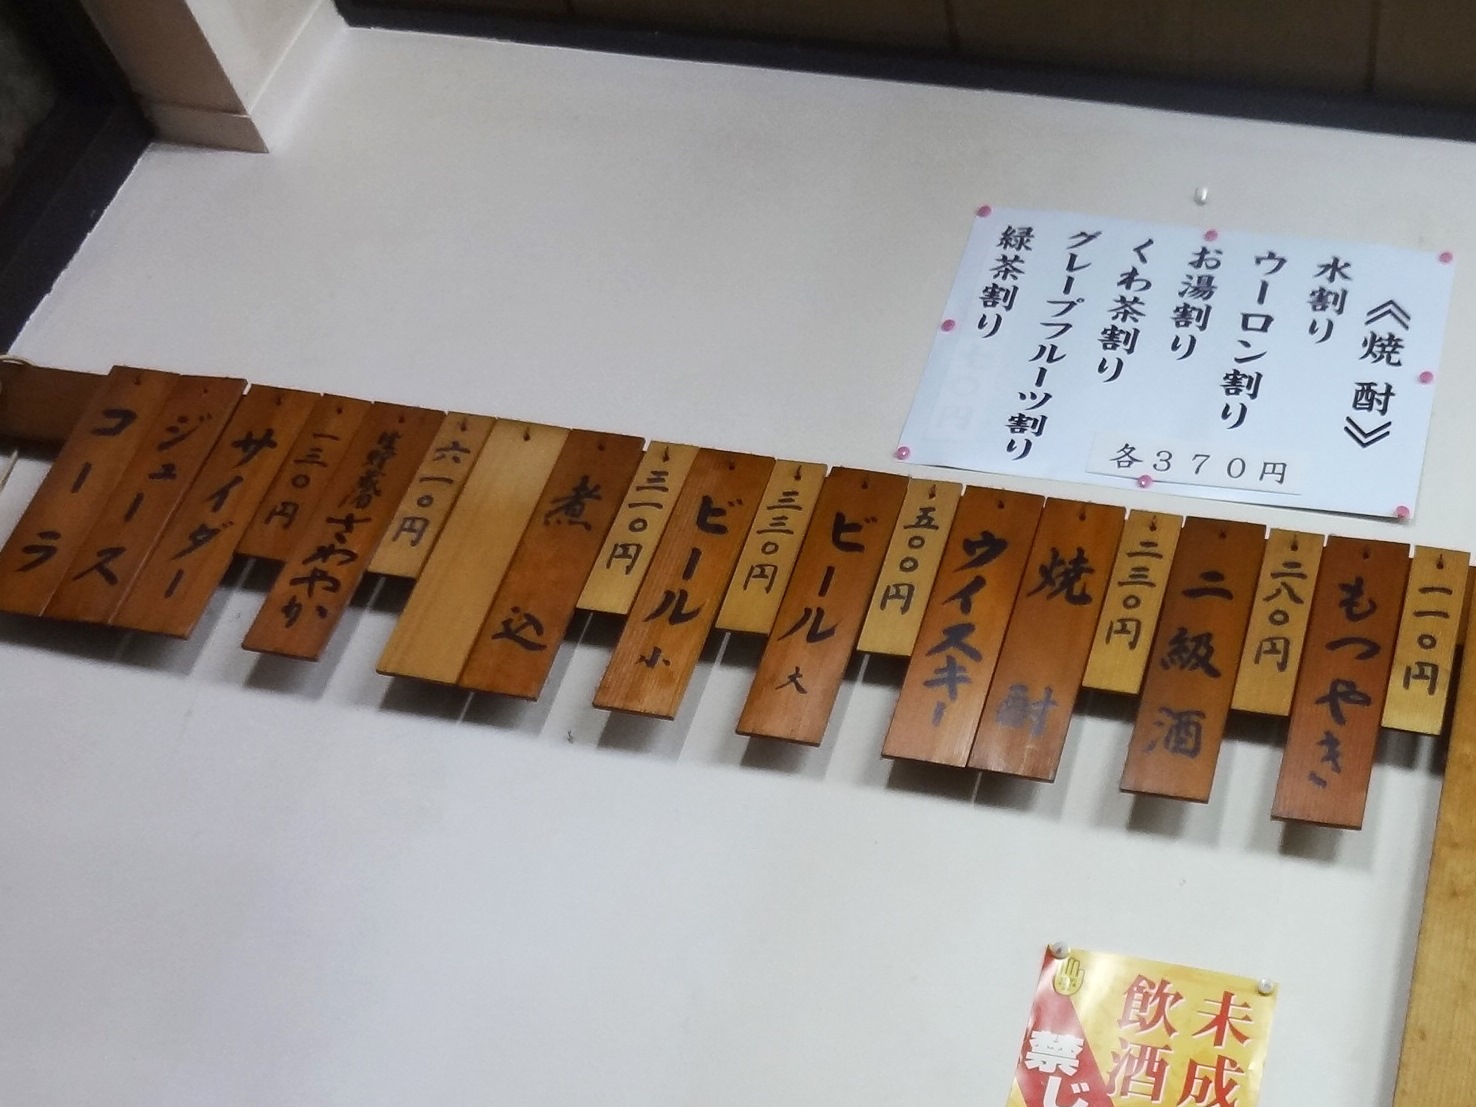 《焼酎》
水割り
ウーロン割り
お湯割り
くわ茶割り
グレープフルーツ割り
緑茶割り
各３７０円
一一〇円
もつやき
二八〇円
二級酒
二三〇円
焼酎
ウイスキー
五〇〇円
ビール大
三三〇円
ビール小
三一〇円
煮込
六一〇円
生貯蔵酒さわやか
一三〇円
サイダー
ジュース
コーラ
未成
飲酒
禁じ